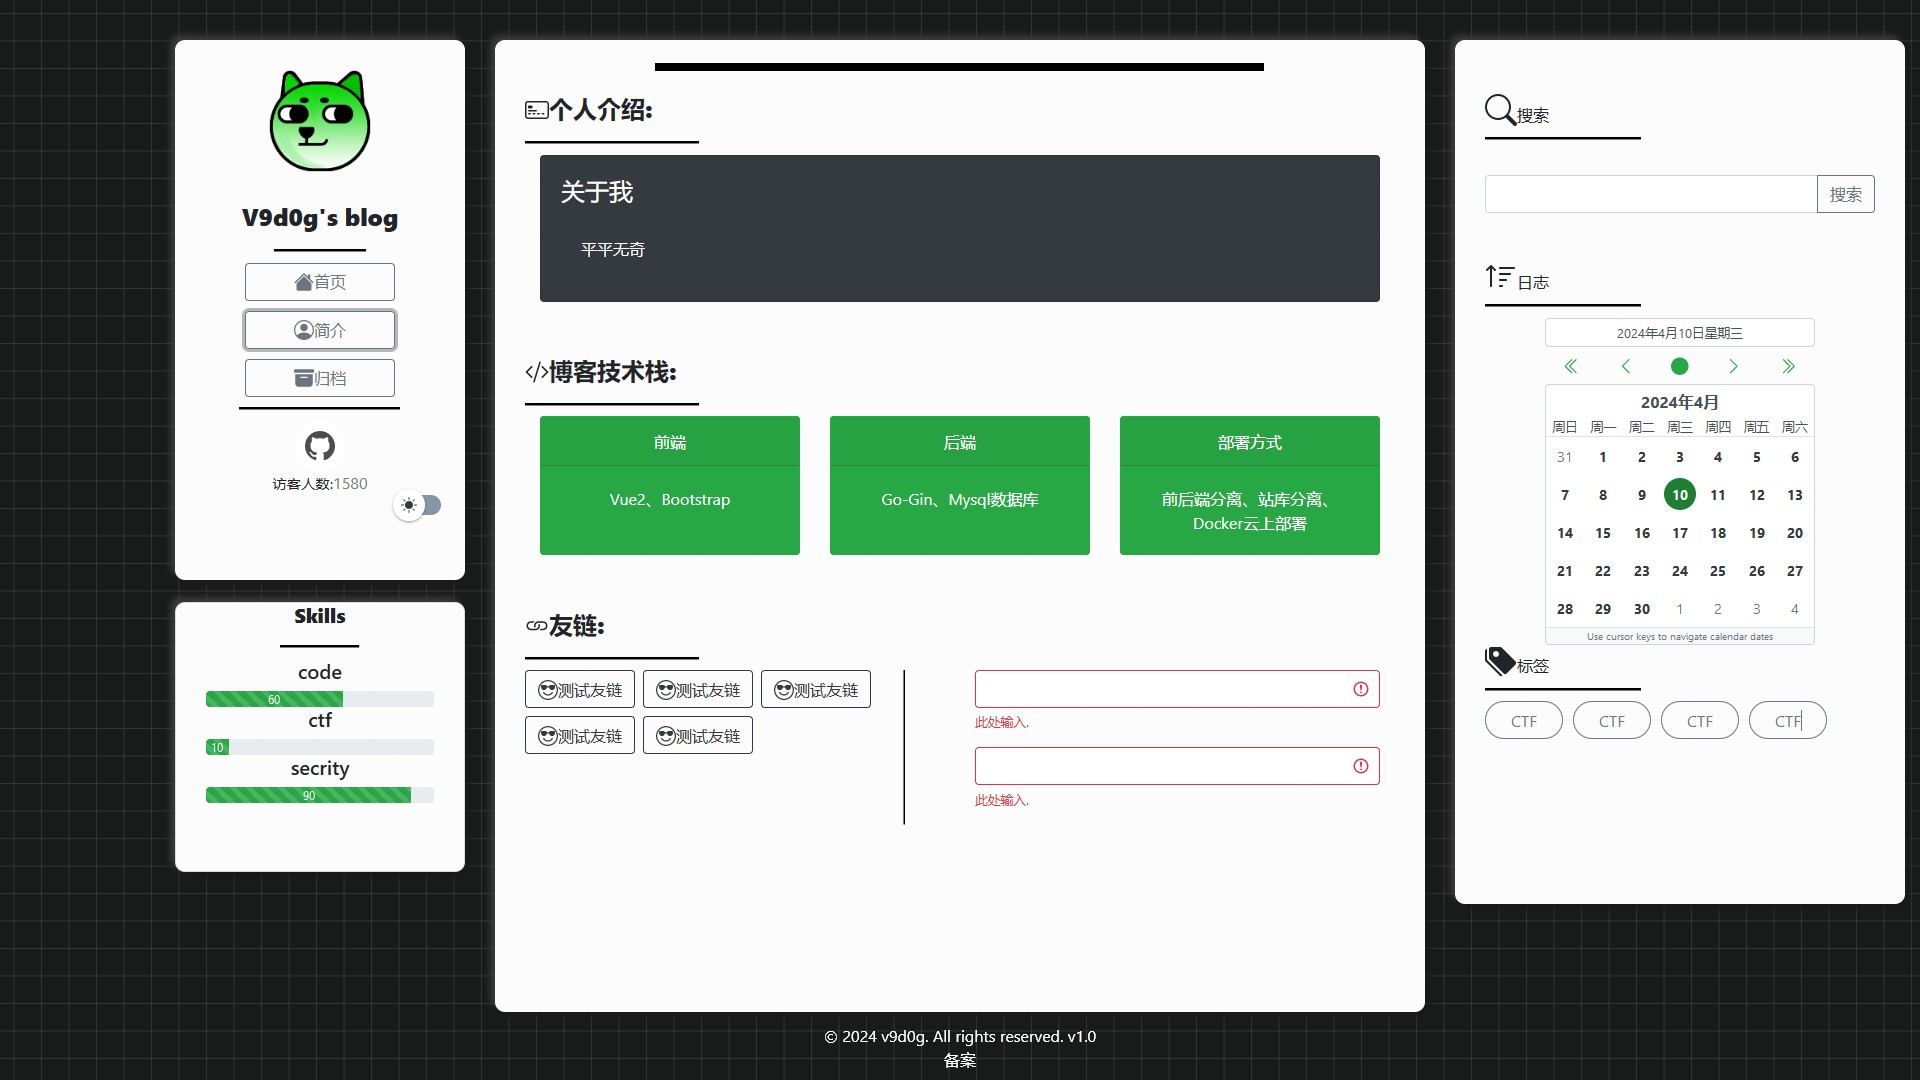 V9d0g's blog
首页
简介
归档
访客人数:1580
Skills
code
60
ctf
10
secrity
90
个人介绍:
关于我
平平无奇
博客技术栈:
前端
Vue2、Bootstrap
后端
Go-Gin、Mysql数据库
部署方式
前后端分离、站库分离、
Docker云上部署
友链:
测试友链 测试友链 测试友链
测试友链 测试友链
此处输入.
此处输入.
搜索
搜索
日志
2024年4月10日星期三
2024年4月
周日 周一 周二 周三 周四 周五 周六
31 1 2 3 4 5 6
7 8 9 10 11 12 13
14 15 16 17 18 19 20
21 22 23 24 25 26 27
28 29 30 1 2 3 4
Use cursor keys to navigate calendar dates
标签
CTF CTF CTF CTF
© 2024 v9d0g. All rights reserved. v1.0
备案